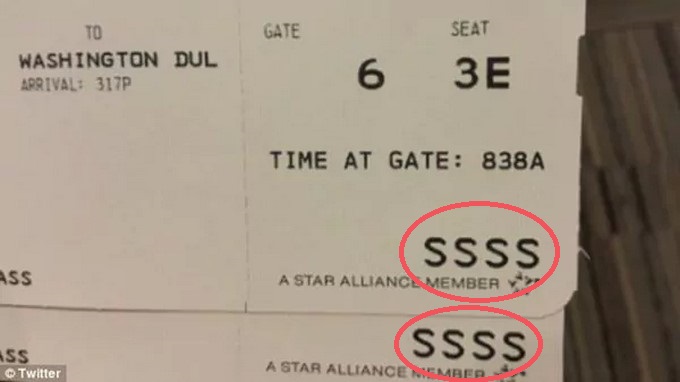 TO
WASHINGTON DUL
ARRIVAL: 317P
GATE
6
SEAT
3E
TIME AT GATE: 838A
SSSS
A STAR ALLIANCE MEMBER
ASS
SSSS
ASS
A STAR ALLIANCE MEMBER
© Twitter